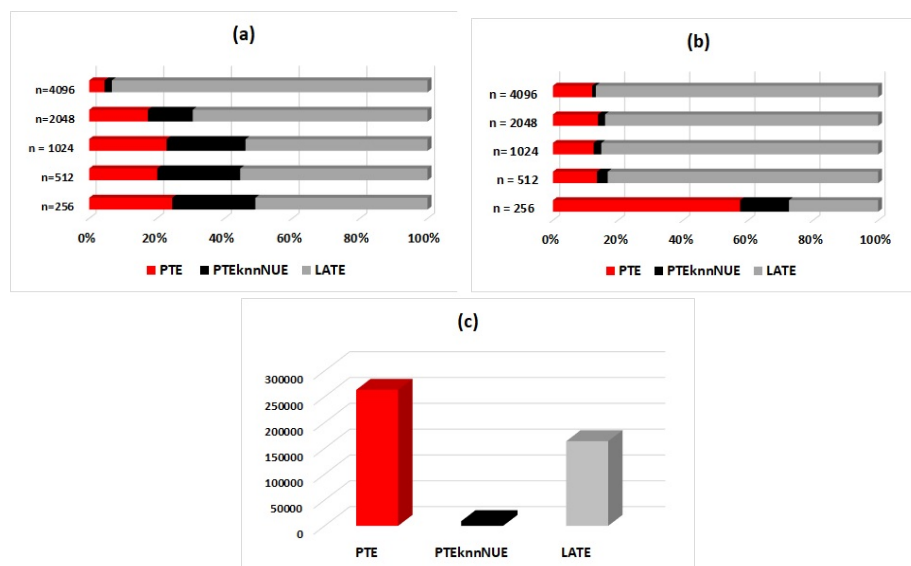 (a)
n=4096
n=2048
n = 1024
n=512
n=256
0% 20% 40% 60% 80% 100%
PTE PTEknnNUE LATE
(b)
n = 4096
n = 2048
n= 1024
n = 512
n = 256
0% 20% 40% 60% 80% 100%
PTE PTEknnNUE LATE
(c)
300000
250000
200000
150000
100000
50000
0
PTE PTEknnNUE LATE